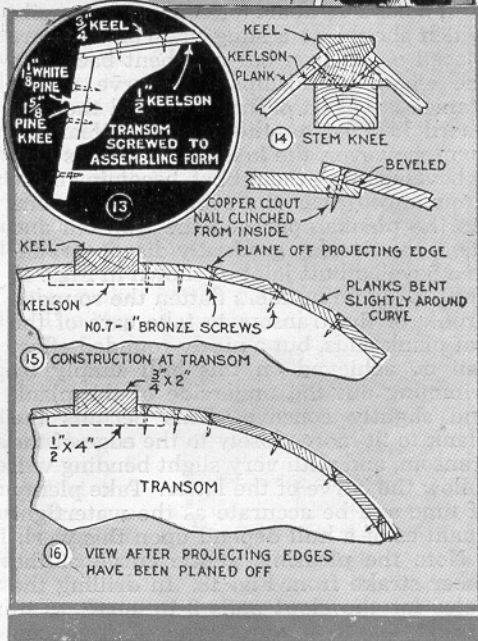 3/4" KEEL
1 1/8" WHITE
PINE
1 5/8"
PINE
KNEE
1/2" KEELSON
TRANSOM
SCREWED TO
ASSEMBLING FORM
13
KEEL
KEELSON
PLANK
14 STEM KNEE
BEVELED
COPPER CLOUT
NAIL CLINCHED
FROM INSIDE
KEEL
PLANE OFF PROJECTING EDGE
KEELSON
PLANKS BENT
SLIGHTLY AROUND
CURVE
NO.7-1" BRONZE SCREWS
15 CONSTRUCTION AT TRANSOM
3/4" X 2"
1/2" X 4"
TRANSOM
16 VIEW AFTER PROJECTING EDGES
HAVE BEEN PLANED OFF